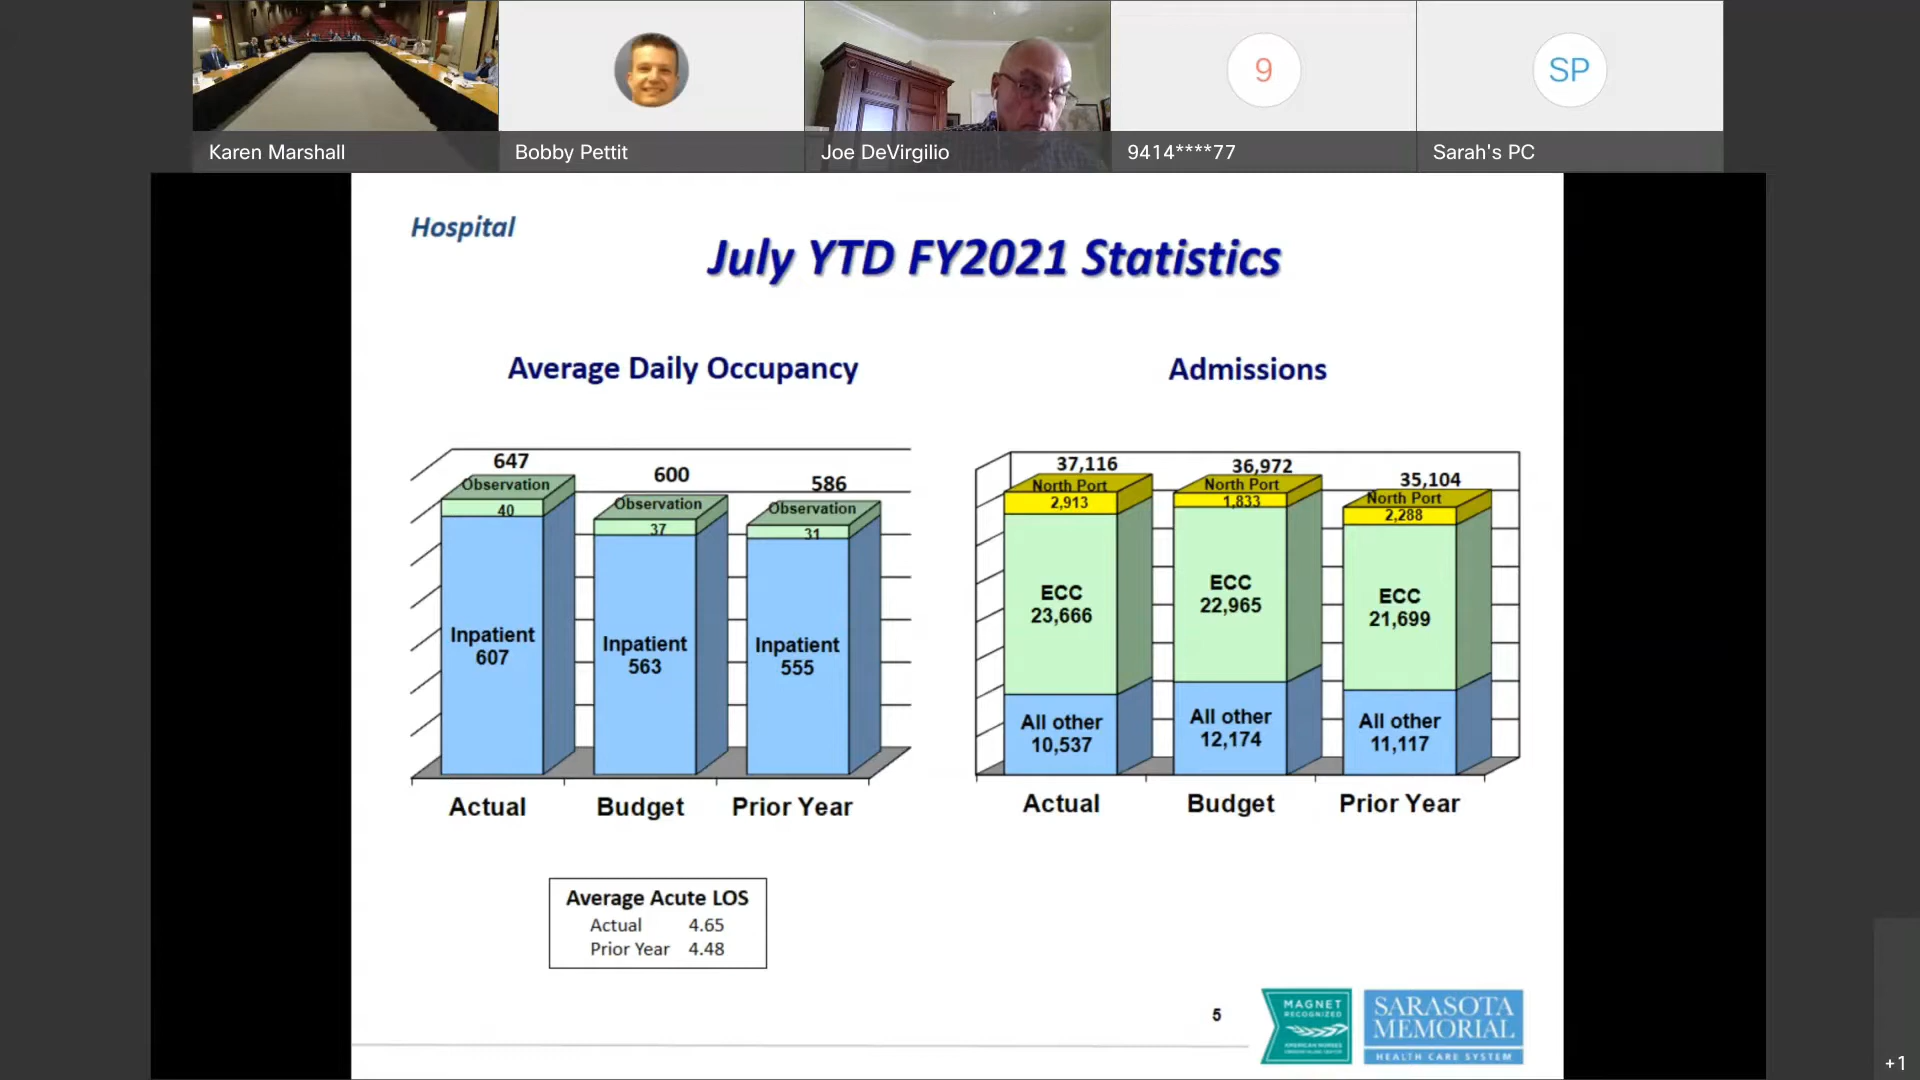 9
SP
Karen Marshall
Bobby Pettit
Joe DeVirgilio
9414****77
Sarah's PC
Hospital
July YTD FY2021 Statistics
Average Daily Occupancy
647
Observation
40
Inpatient
607
Actual
600
Observation
37
Inpatient
563
Budget
586
Observation
31
Inpatient
555
Prior Year
Admissions
37,116
North Port
2,913
ECC
23,666
All other
10,537
Actual
36,972
North Port
1,833
ECC
22,965
All other
12,174
Budget
35,104
North Port
2,288
ECC
21,699
All other
11,117
Prior Year
Average Acute LOS
Actual 4.65
Prior Year 4.48
5
MAGNET
RECOGNIZED
AMERICAN NURSES
SARASOTA
MEMORIAL
HEALTH CARE SYSTEM
+1